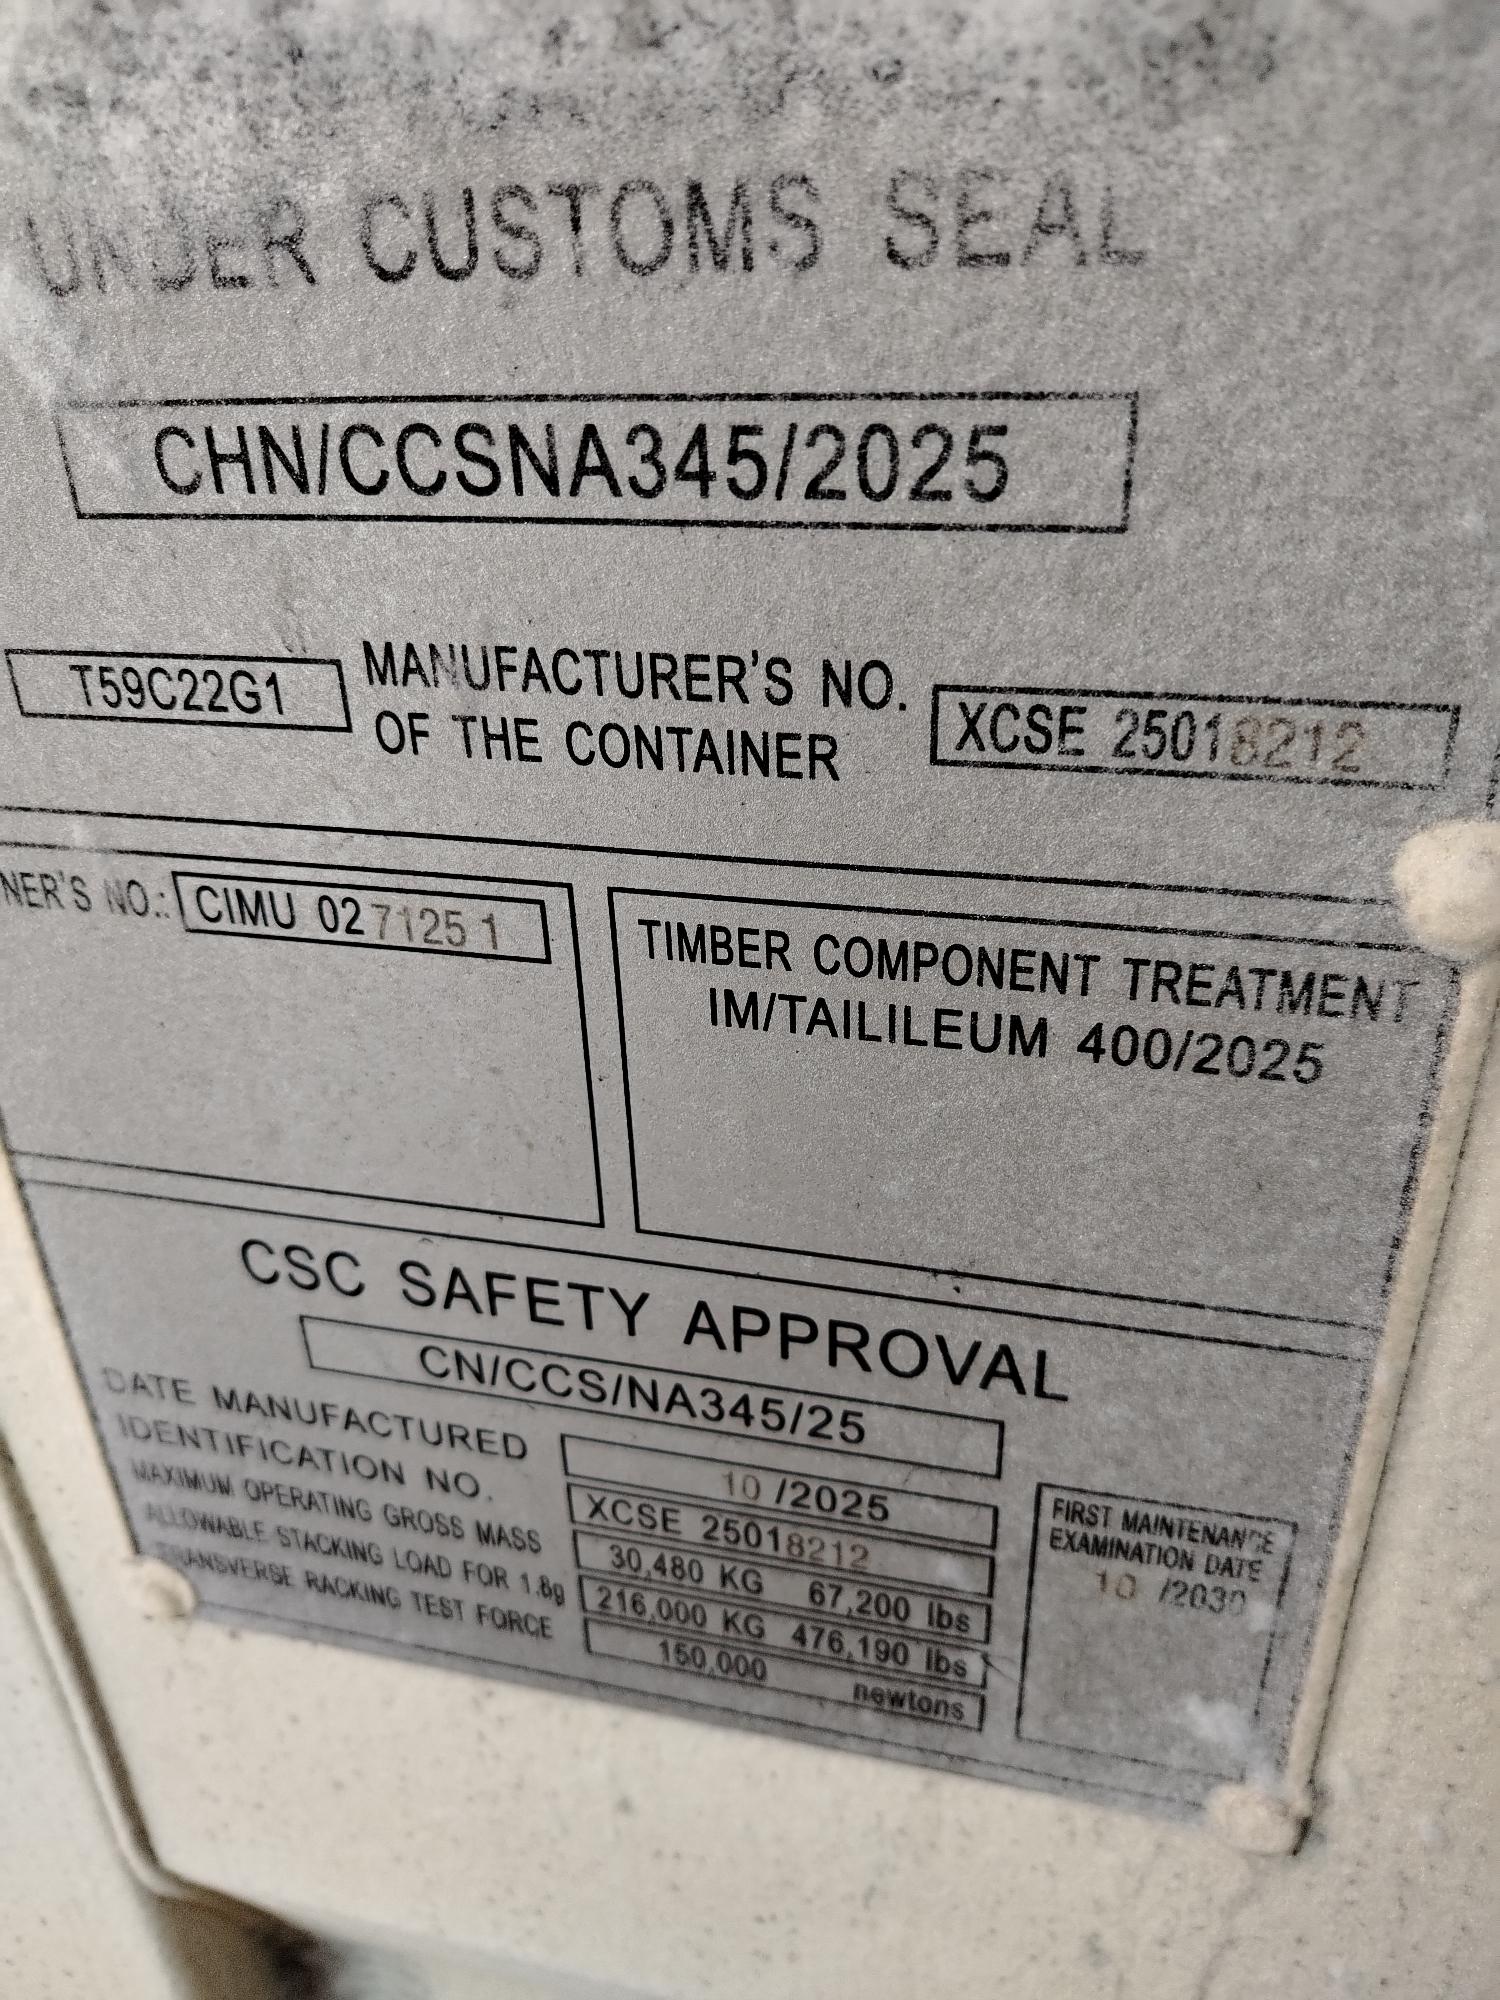 UNDER CUSTOMS SEAL
CHN/CCSNA345/2025
T59C22G1
MANUFACTURER'S NO.
OF THE CONTAINER
XCSE 25018212
NER'S NO.: CIMU 027125 1
TIMBER COMPONENT TREATMENT
IM/TAILILEUM 400/2025
CSC SAFETY APPROVAL
CN/CCS/NA345/25
DATE MANUFACTURED 10 /2025
IDENTIFICATION NO. XCSE 25018212
MAXIMUM OPERATING GROSS MASS 30,480 KG 67,200 lbs
ALLOWABLE STACKING LOAD FOR 1.8g 216,000 KG 476,190 lbs
TRANSVERSE RACKING TEST FORCE 150,000 newtons
FIRST MAINTENANCE
EXAMINATION DATE
10 /2030